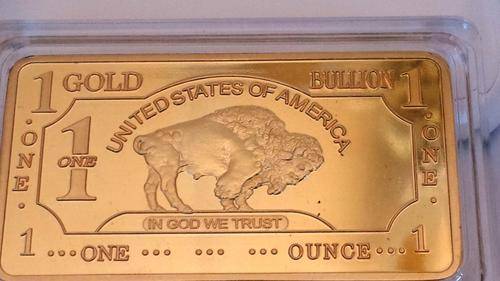 1 GOLD BULLION 1
UNITED STATES OF AMERICA.
· ONE ·
1
ONE
· ONE ·
(IN GOD WE TRUST)
1 ··· ONE ··· ··· ··· OUNCE ··· 1